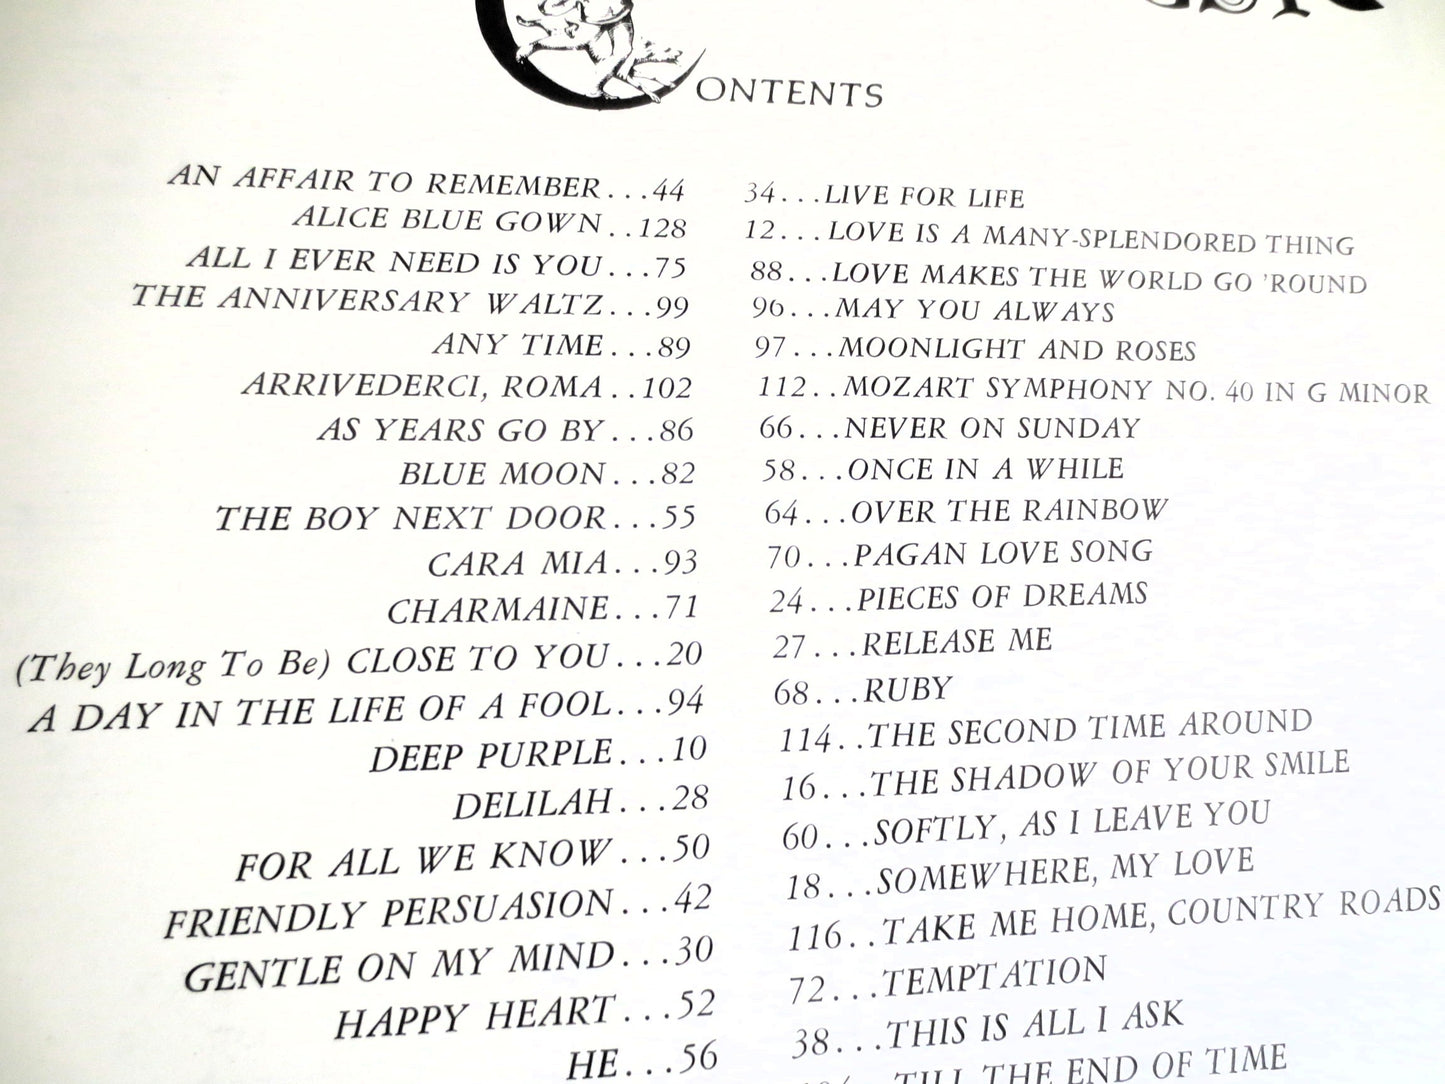 CONTENTS
AN AFFAIR TO REMEMBER...44
ALICE BLUE GOWN..128
ALL I EVER NEED IS YOU...75
THE ANNIVERSARY WALTZ...99
ANY TIME...89
ARRIVEDERCI, ROMA..102
AS YEARS GO BY...86
BLUE MOON...82
THE BOY NEXT DOOR...55
CARA MIA...93
CHARMAINE...71
(They Long To Be) CLOSE TO YOU...20
A DAY IN THE LIFE OF A FOOL...94
DEEP PURPLE...10
DELILAH...28
FOR ALL WE KNOW...50
FRIENDLY PERSUASION...42
GENTLE ON MY MIND...30
HAPPY HEART...52
HE...56
34...LIVE FOR LIFE
12...LOVE IS A MANY-SPLENDORED THING
88...LOVE MAKES THE WORLD GO 'ROUND
96...MAY YOU ALWAYS
97...MOONLIGHT AND ROSES
112..MOZART SYMPHONY NO. 40 IN G MINOR
66...NEVER ON SUNDAY
58...ONCE IN A WHILE
64...OVER THE RAINBOW
70...PAGAN LOVE SONG
24...PIECES OF DREAMS
27...RELEASE ME
68...RUBY
114..THE SECOND TIME AROUND
16...THE SHADOW OF YOUR SMILE
60...SOFTLY, AS I LEAVE YOU
18...SOMEWHERE, MY LOVE
116..TAKE ME HOME, COUNTRY ROADS
72...TEMPTATION
38...THIS IS ALL I ASK
TILL THE END OF TIME